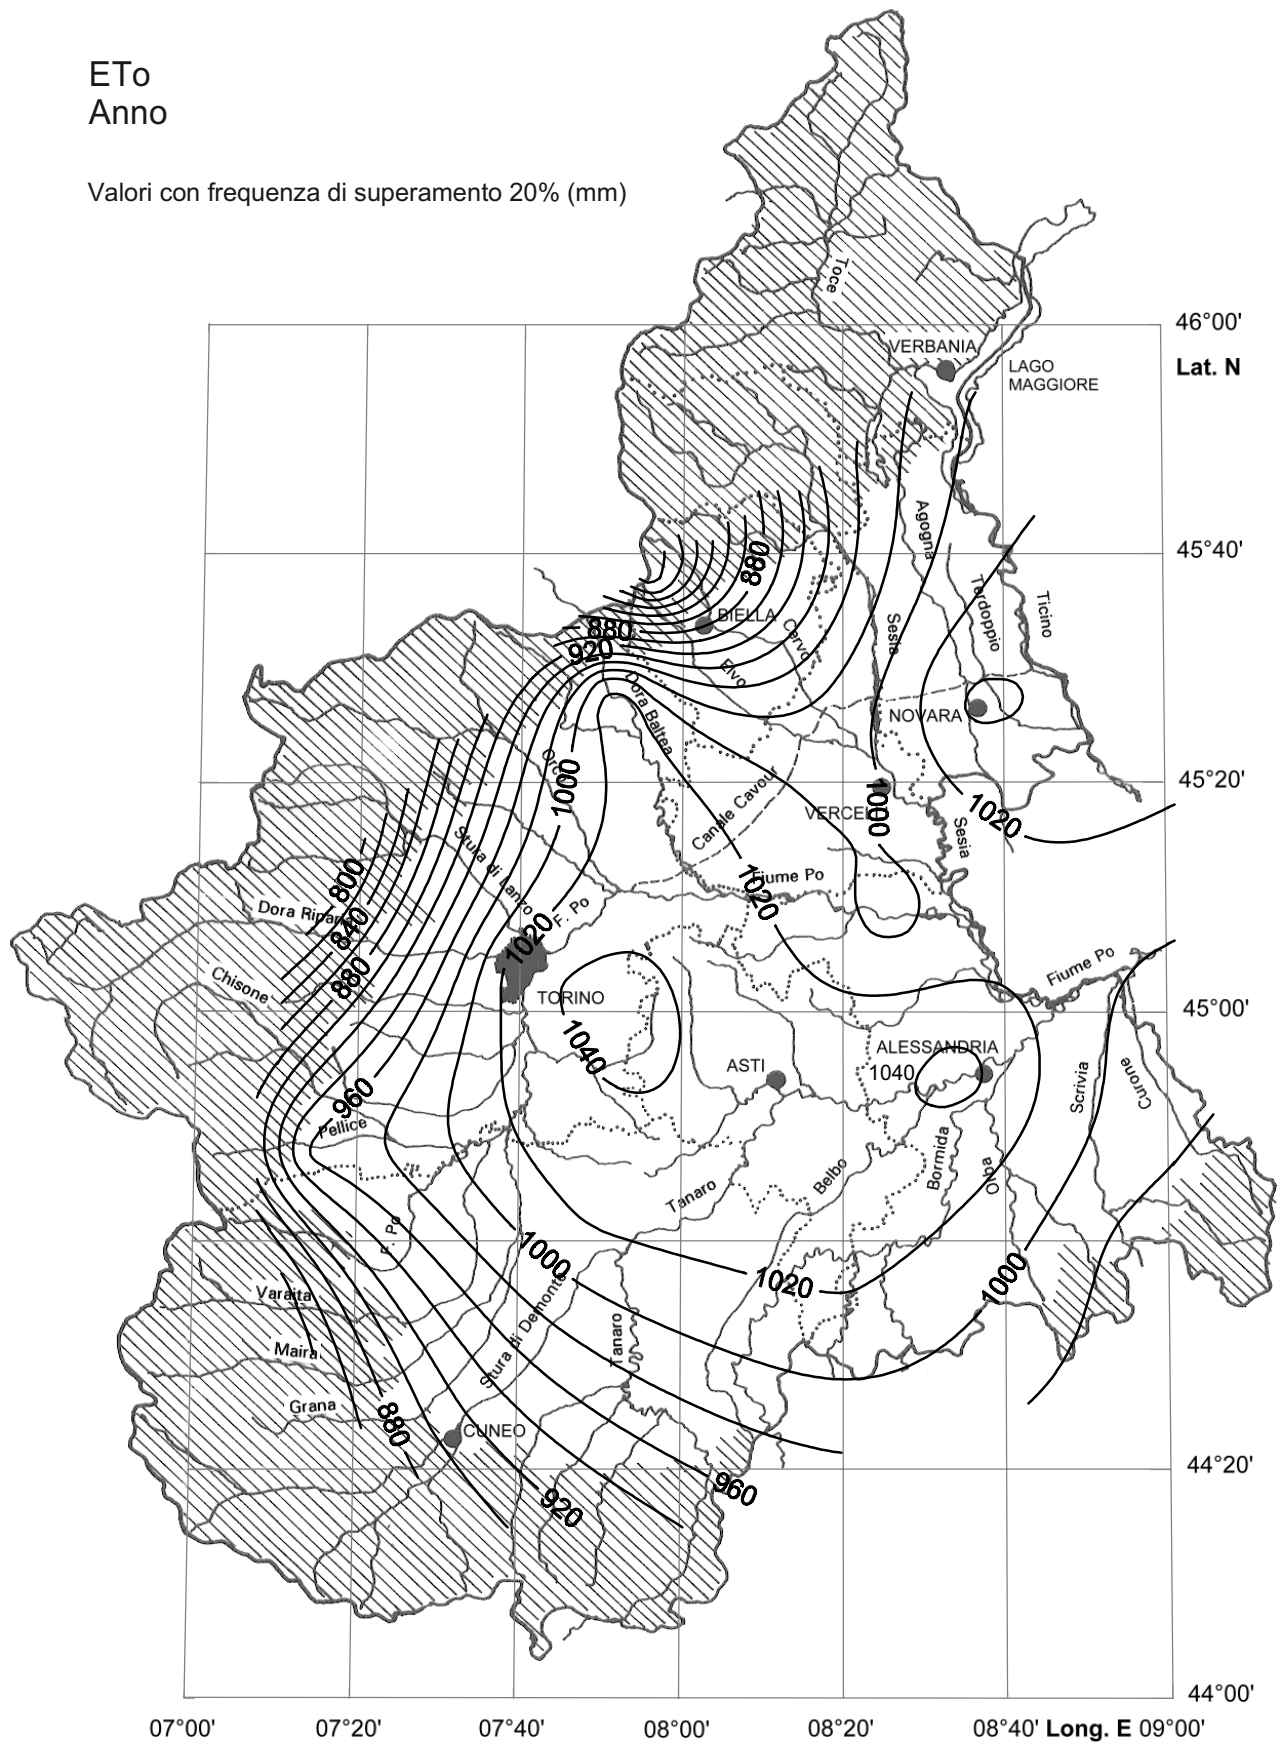 ETo
Anno
Valori con frequenza di superamento 20% (mm)
Toce
46°00'
VERBANIA
Lat. N
LAGO
MAGGIORE
Agogna
45°40'
880
Terdoppio
Ticino
BIELLA
Cervo
Sesia
880
920
Elvo
Dora Baltea
NOVARA
Orco
1000
45°20'
Canale Cavour
VERCELLI
1000
1020
Sesia
Stura di Lanzo
800
Fiume Po
1020
Dora Riparia
840
F. Po
1020
880
Chisone
Fiume Po
TORINO
45°00'
1040
ALESSANDRIA
ASTI
1040
Scrivia
Curone
960
Pellice
Bormida
Orba
Belbo
Tanaro
F. Po
1000
1020
1000
Varaita
Stura di Demonte
Tanaro
Maira
Grana
880
CUNEO
44°20'
960
920
44°00'
07°00'
07°20'
07°40'
08°00'
08°20'
08°40'
Long. E
09°00'